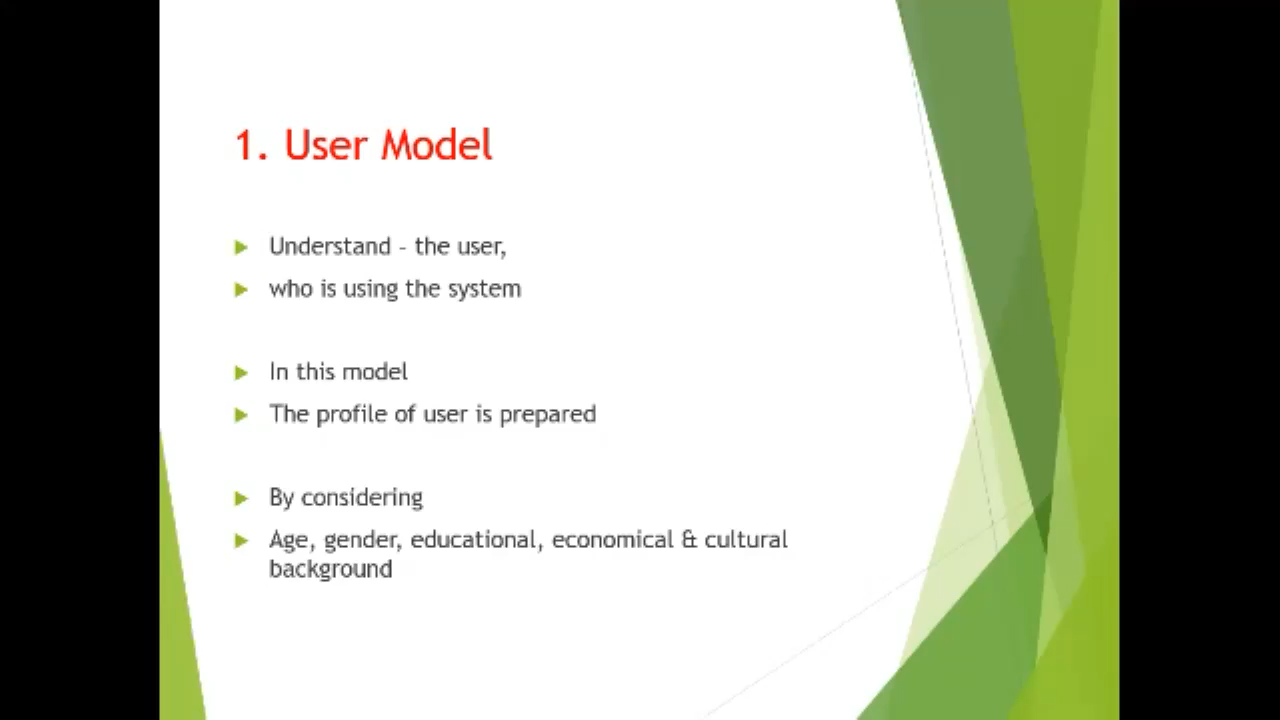 1. User Model
Understand – the user,
who is using the system
In this model
The profile of user is prepared
By considering
Age, gender, educational, economical & cultural
background